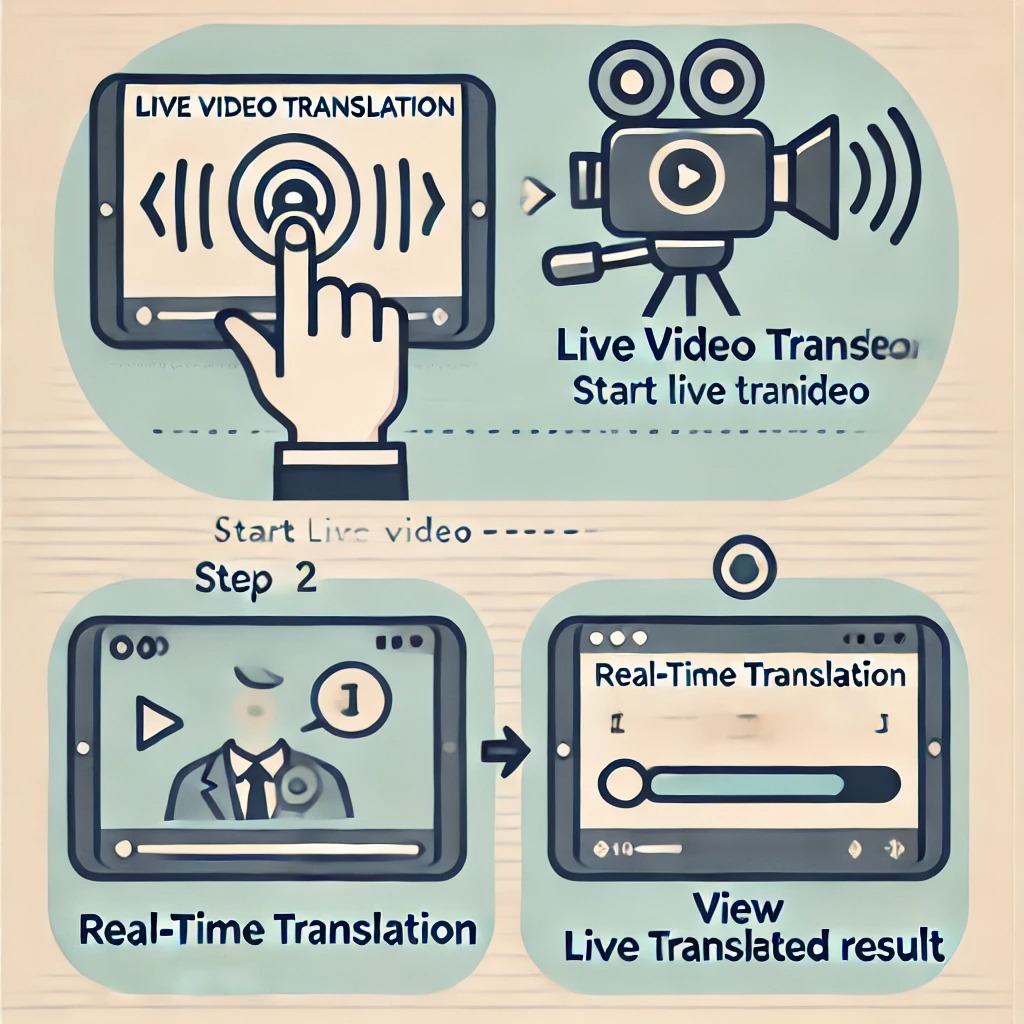 LIVE VIDEO TRANSLATION
Live Video
Start live tranideo
Start Live video
Step 2
Real-Time Translation
Real-Time Translation
View
Live Translated result